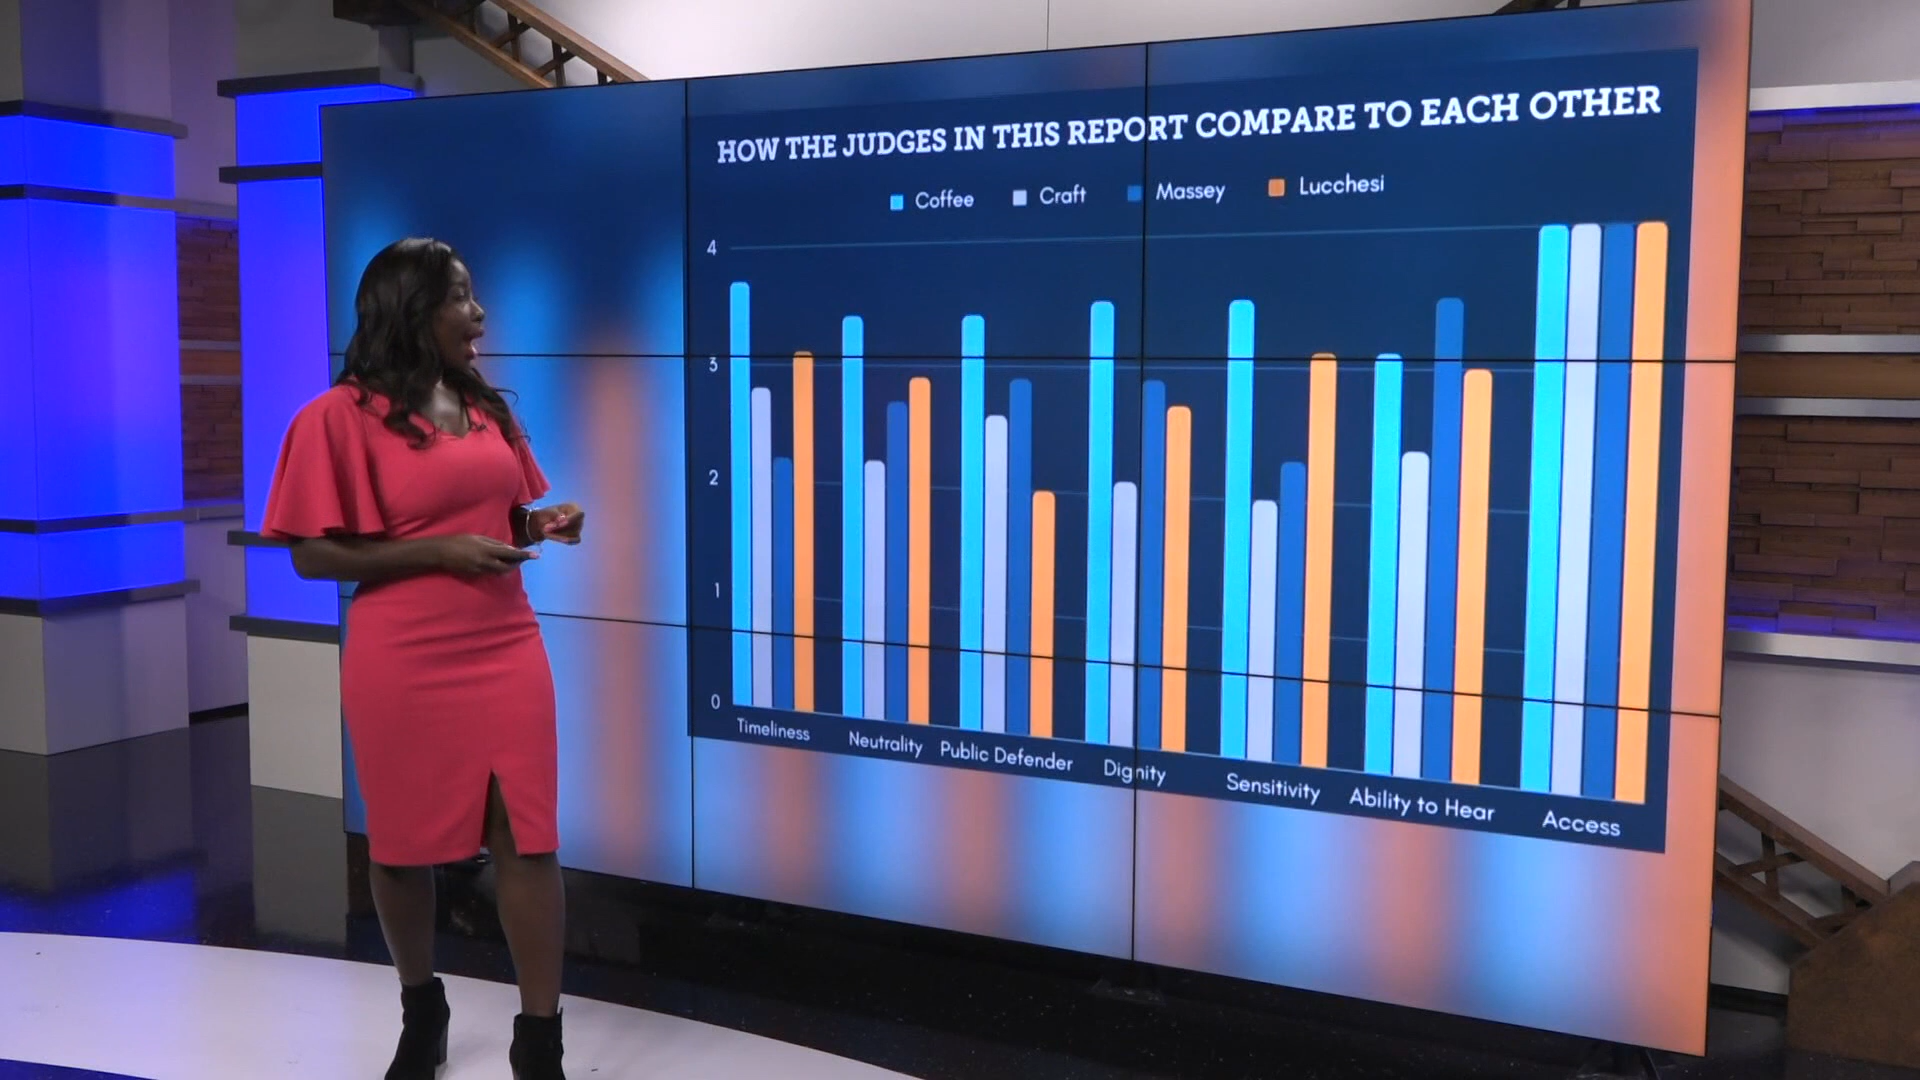 HOW THE JUDGES IN THIS REPORT COMPARE TO EACH OTHER
Coffee Craft Massey Lucchesi
4
3
2
1
0
Timeliness Neutrality Public Defender Dignity Sensitivity Ability to Hear Access